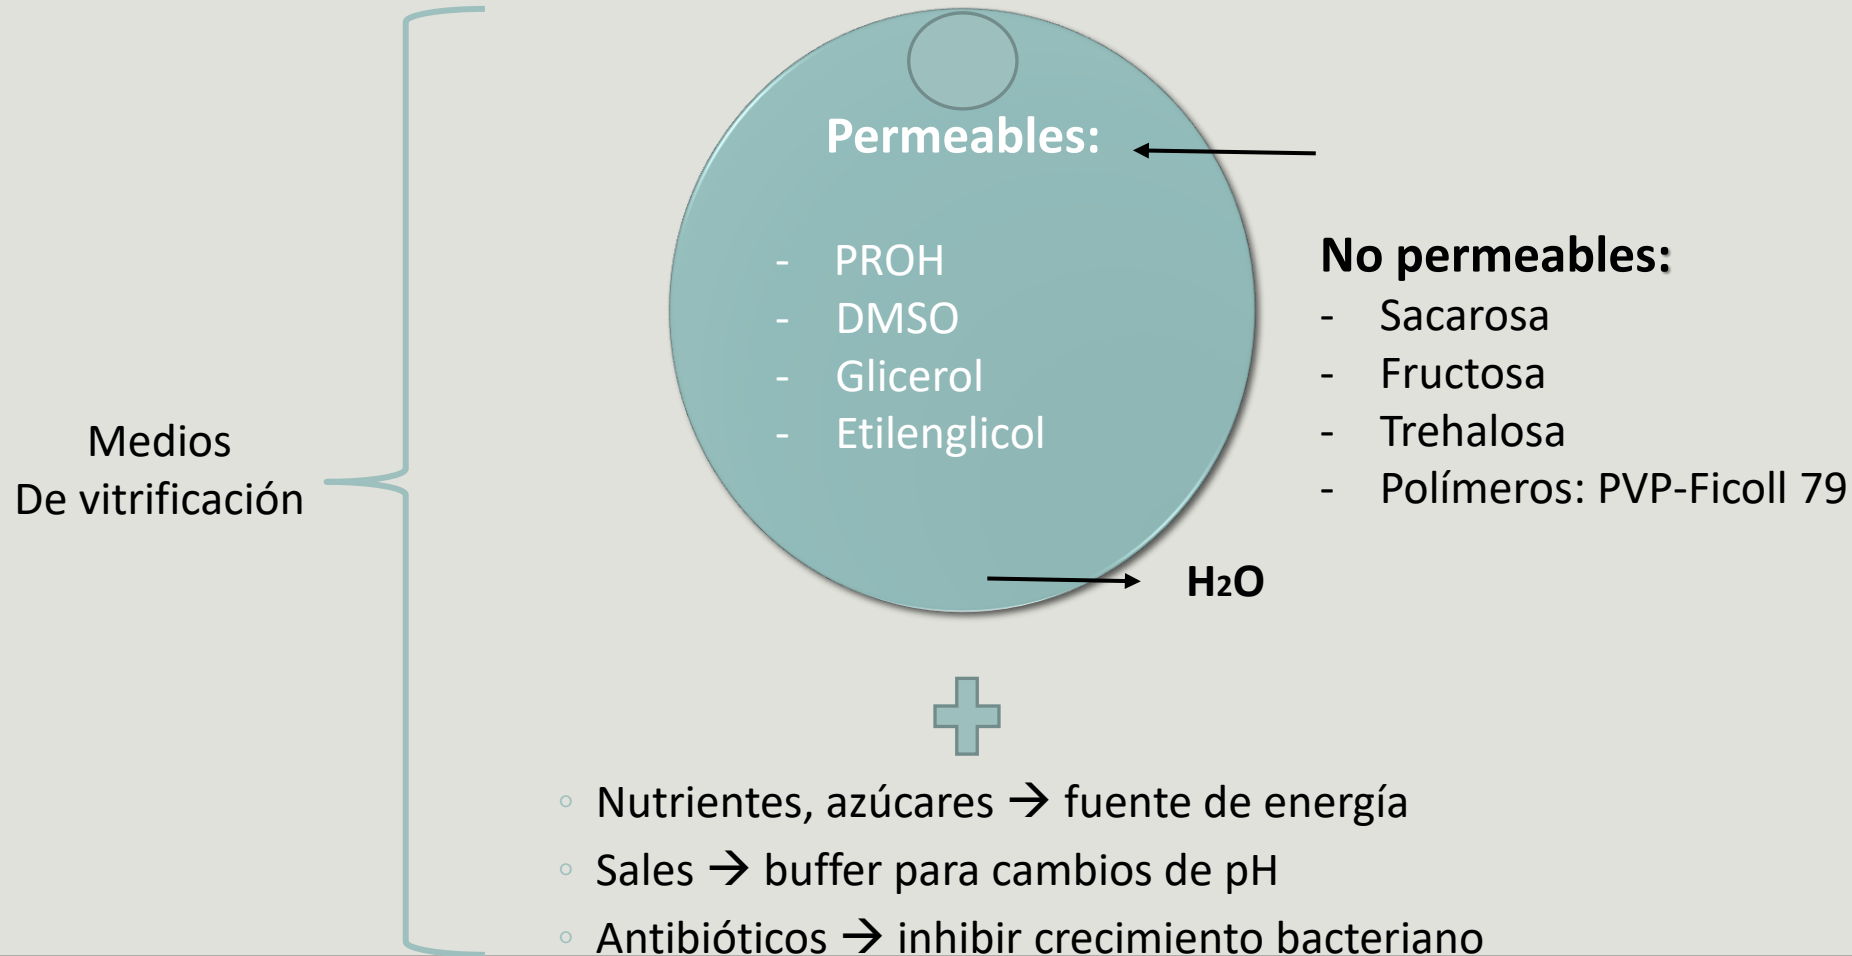 Medios
De vitrificación
Permeables:
- PROH
- DMSO
- Glicerol
- Etilenglicol
No permeables:
- Sacarosa
- Fructosa
- Trehalosa
- Polímeros: PVP-Ficoll 79
H₂O
◦ Nutrientes, azúcares → fuente de energía
◦ Sales → buffer para cambios de pH
◦ Antibióticos → inhibir crecimiento bacteriano